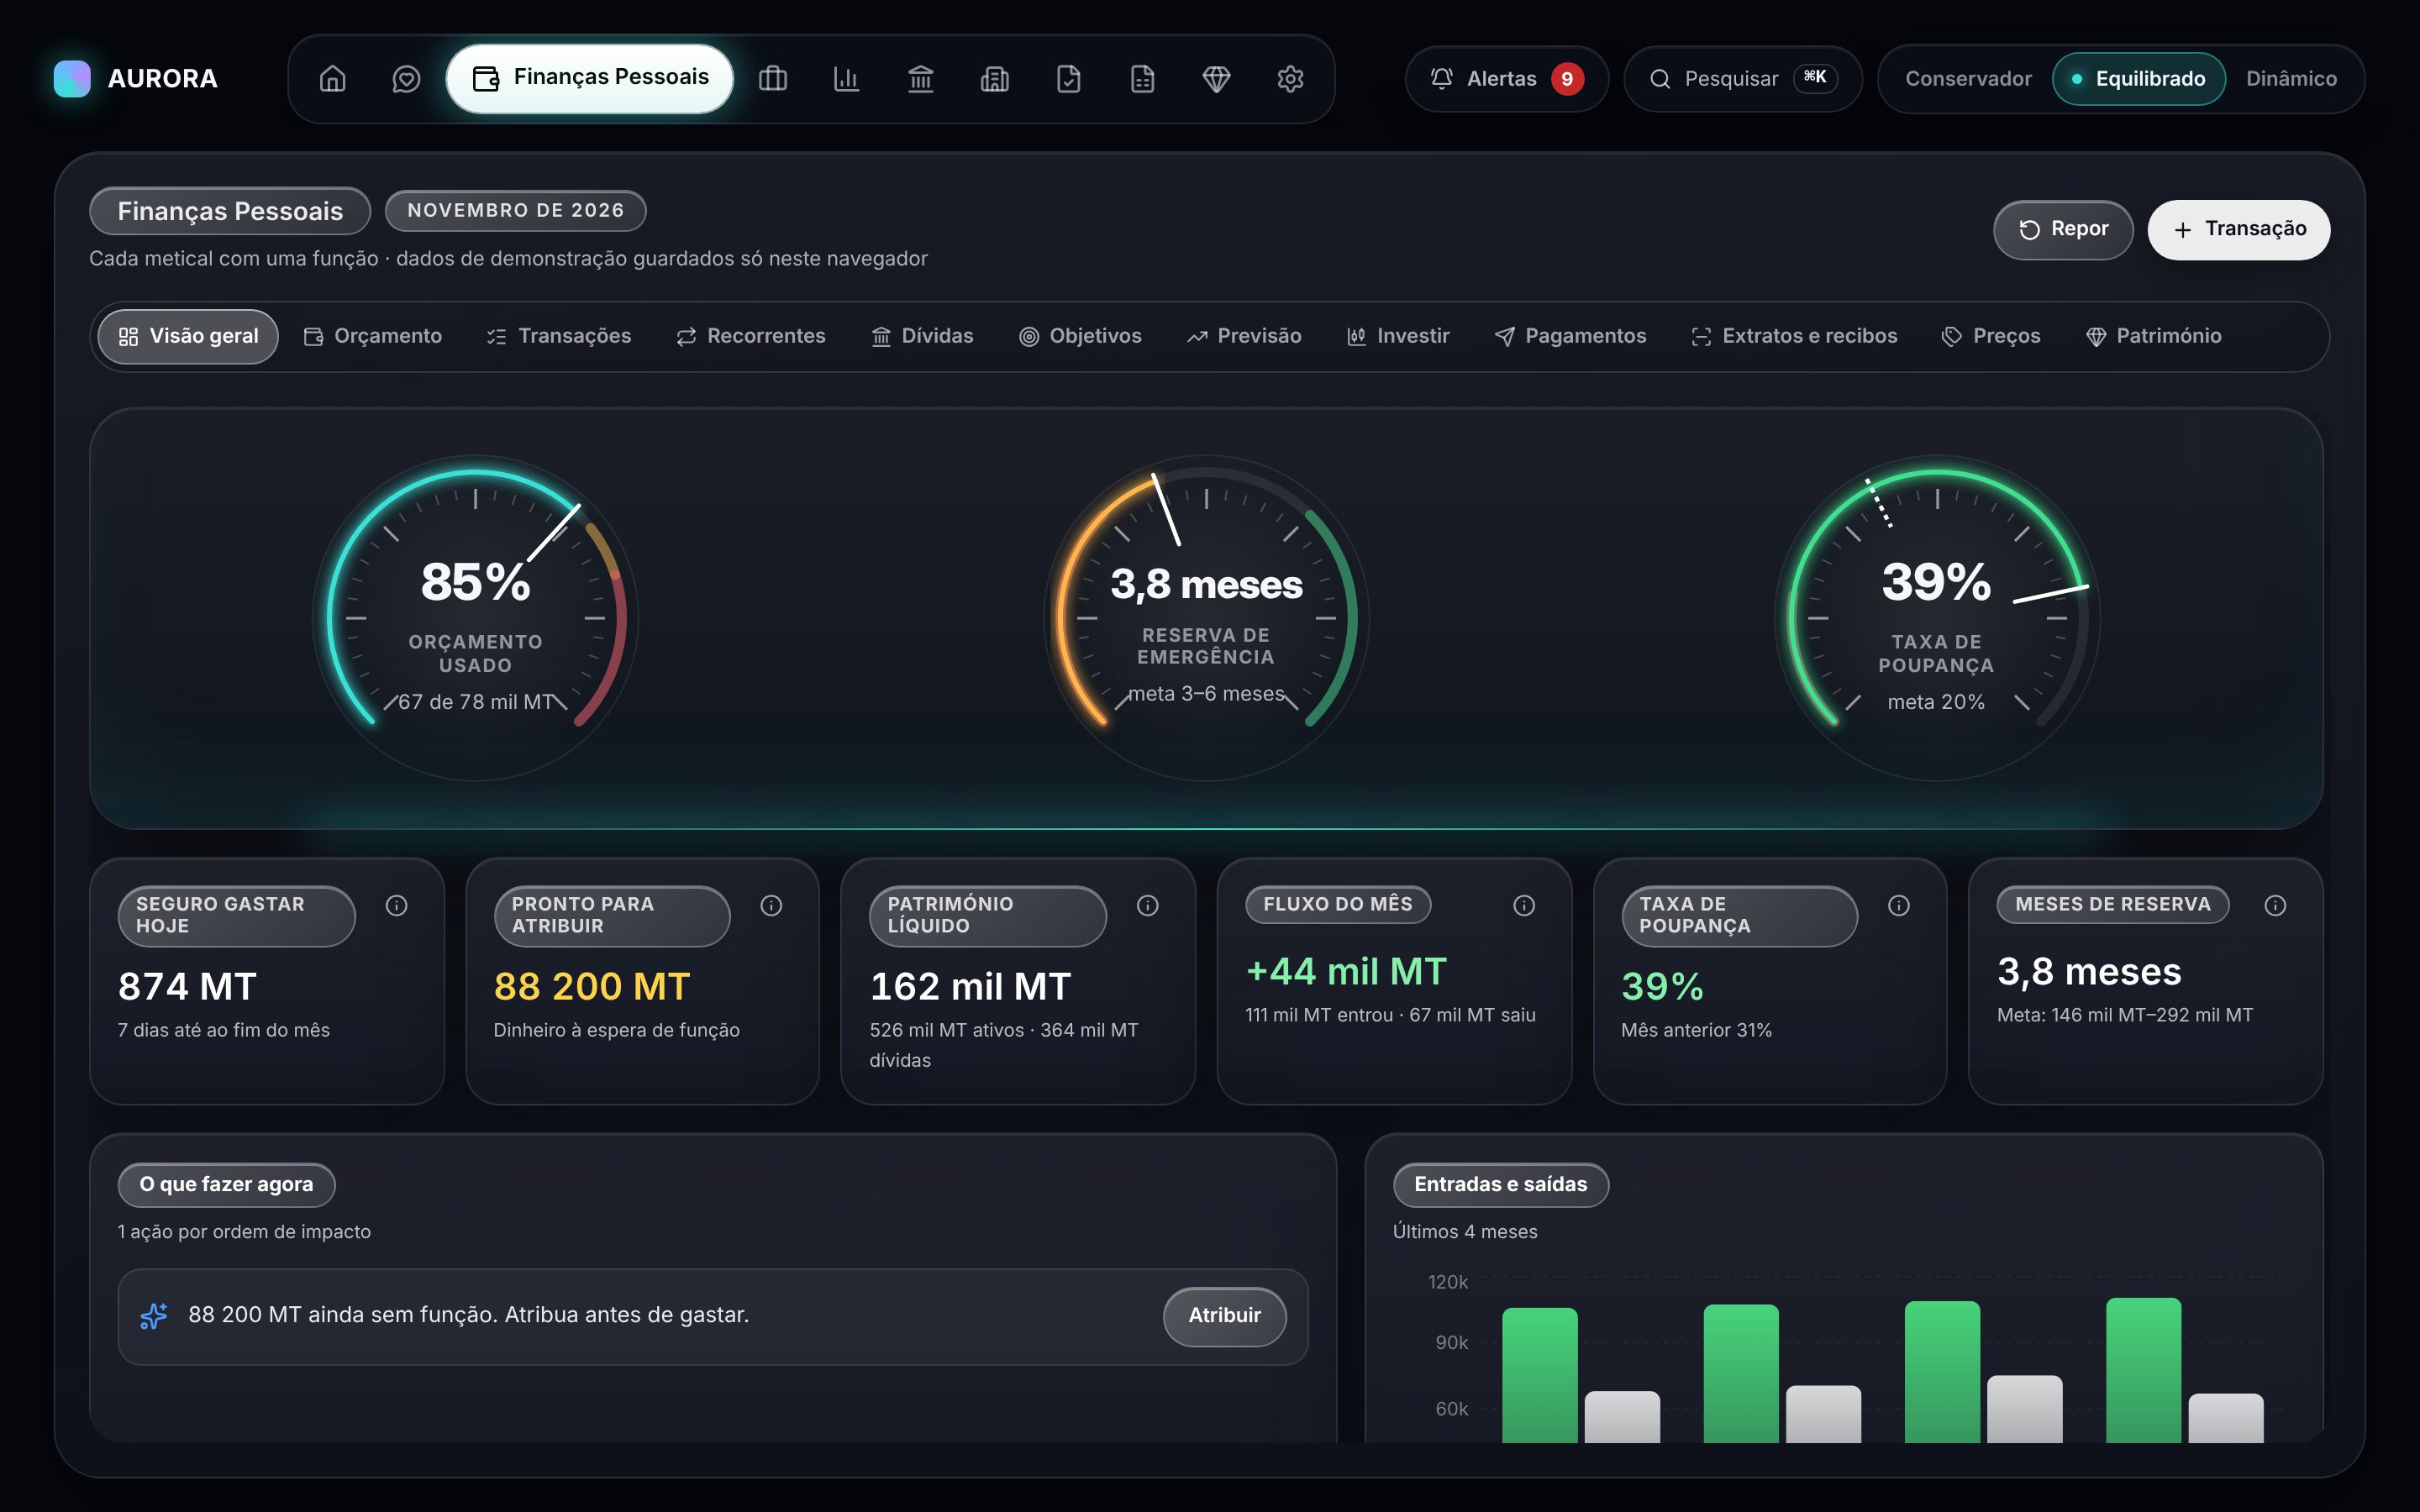 AURORA
Finanças Pessoais
Alertas 9
Pesquisar ⌘K
Conservador
Equilibrado
Dinâmico
Finanças Pessoais
NOVEMBRO DE 2026
Cada metical com uma função · dados de demonstração guardados só neste navegador
Repor
Transação
Visão geral
Orçamento
Transações
Recorrentes
Dívidas
Objetivos
Previsão
Investir
Pagamentos
Extratos e recibos
Preços
Património
85%
ORÇAMENTO
USADO
67 de 78 mil MT
3,8 meses
RESERVA DE
EMERGÊNCIA
meta 3–6 meses
39%
TAXA DE
POUPANÇA
meta 20%
SEGURO GASTAR
HOJE
874 MT
7 dias até ao fim do mês
PRONTO PARA
ATRIBUIR
88 200 MT
Dinheiro à espera de função
PATRIMÓNIO
LÍQUIDO
162 mil MT
526 mil MT ativos · 364 mil MT
dívidas
FLUXO DO MÊS
+44 mil MT
111 mil MT entrou · 67 mil MT saiu
TAXA DE
POUPANÇA
39%
Mês anterior 31%
MESES DE RESERVA
3,8 meses
Meta: 146 mil MT–292 mil MT
O que fazer agora
1 ação por ordem de impacto
88 200 MT ainda sem função. Atribua antes de gastar.
Atribuir
Entradas e saídas
Últimos 4 meses
120k
90k
60k